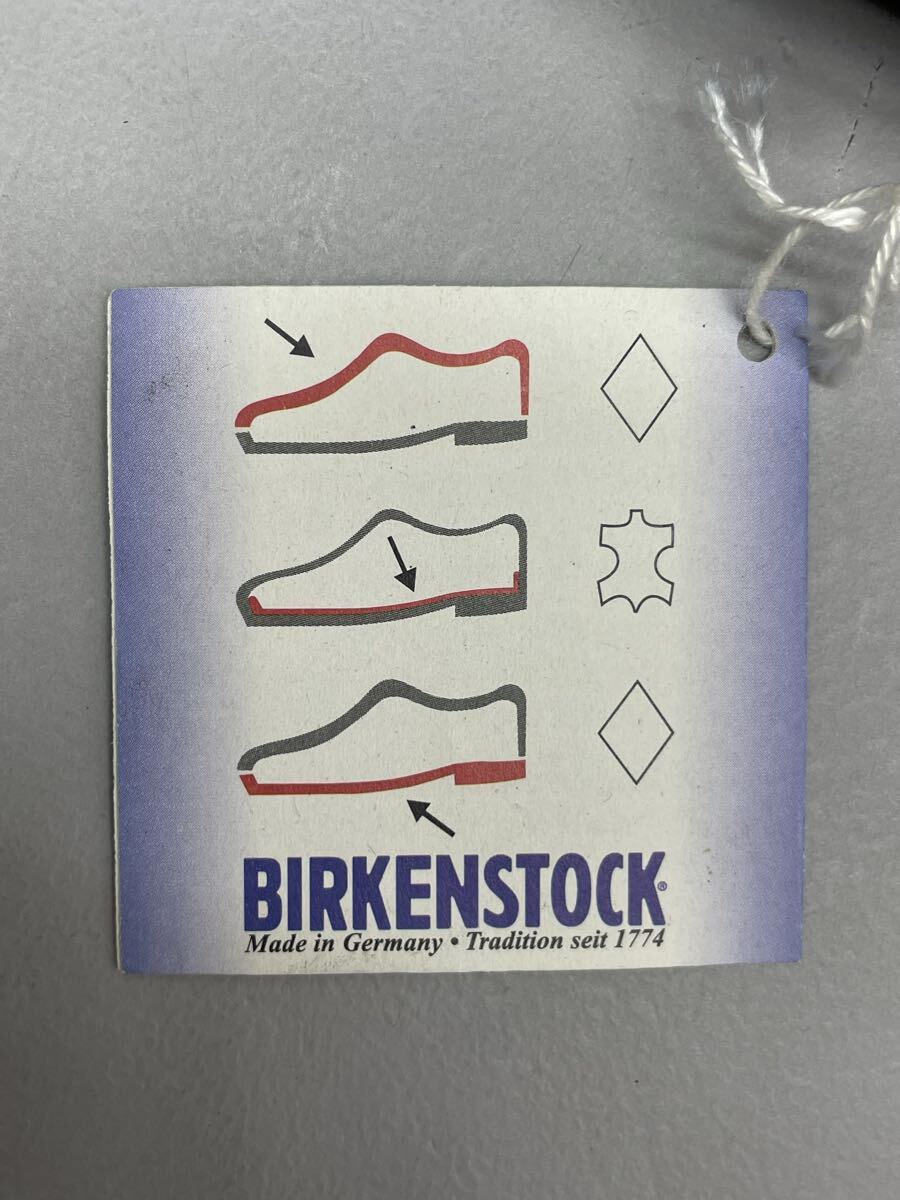 BIRKENSTOCK®
Made in Germany • Tradition seit 1774